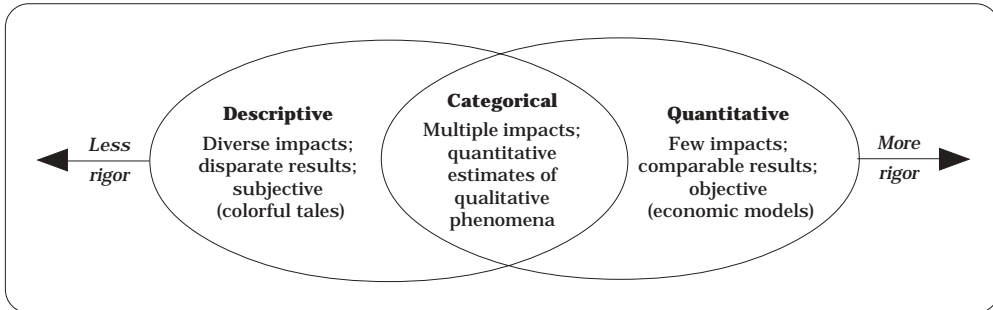 Less
rigor
Descriptive
Diverse impacts;
disparate results;
subjective
(colorful tales)
Categorical
Multiple impacts;
quantitative
estimates of
qualitative
phenomena
Quantitative
Few impacts;
comparable results;
objective
(economic models)
More
rigor